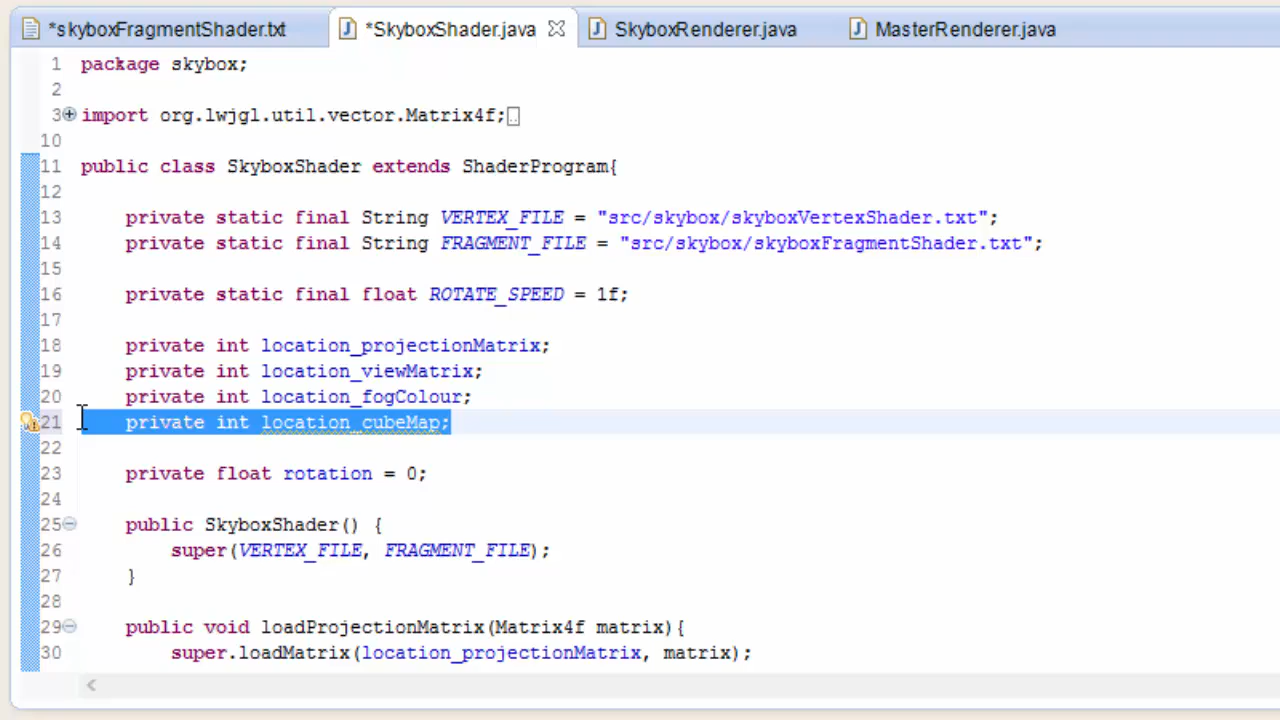 *skyboxFragmentShader.txt *SkyboxShader.java SkyboxRenderer.java MasterRenderer.java
1 package skybox;
2
3 import org.lwjgl.util.vector.Matrix4f;
10
11 public class SkyboxShader extends ShaderProgram{
12
13 private static final String VERTEX_FILE = "src/skybox/skyboxVertexShader.txt";
14 private static final String FRAGMENT_FILE = "src/skybox/skyboxFragmentShader.txt";
15
16 private static final float ROTATE_SPEED = 1f;
17
18 private int location_projectionMatrix;
19 private int location_viewMatrix;
20 private int location_fogColour;
21 private int location_cubeMap;
22
23 private float rotation = 0;
24
25 public SkyboxShader() {
26 super(VERTEX_FILE, FRAGMENT_FILE);
27 }
28
29 public void loadProjectionMatrix(Matrix4f matrix){
30 super.loadMatrix(location_projectionMatrix, matrix);